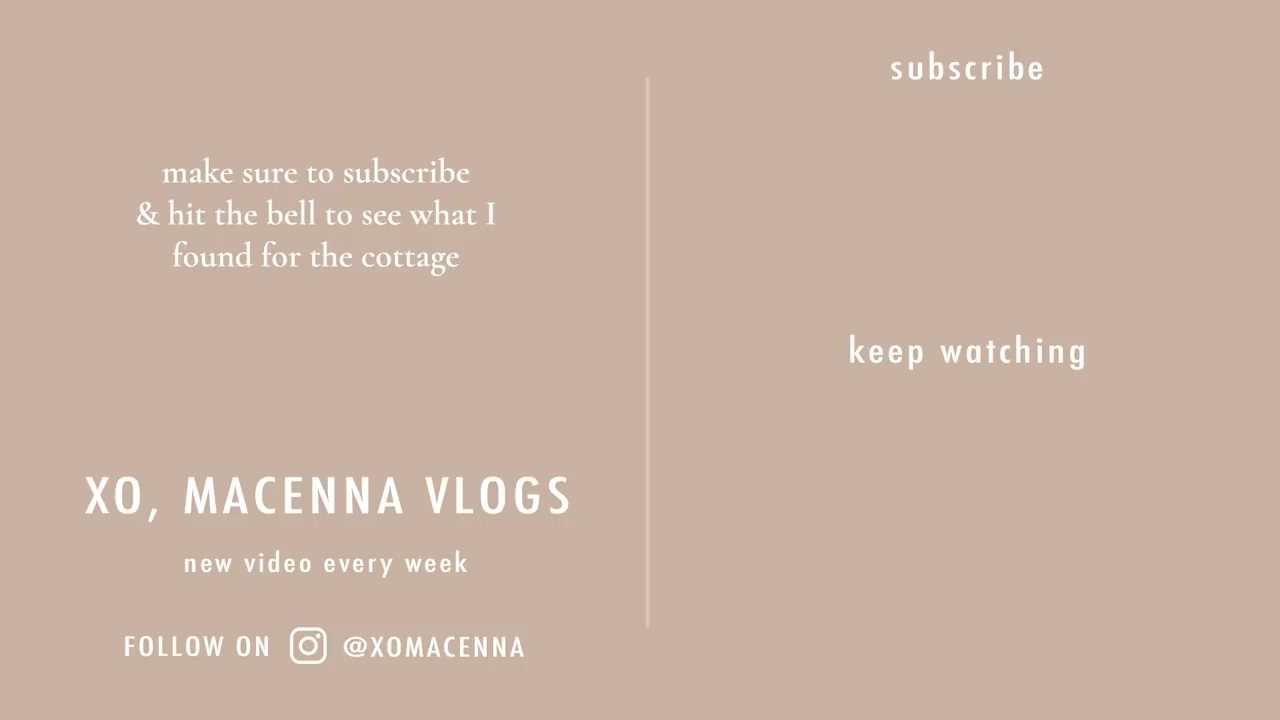 make sure to subscribe
& hit the bell to see what I
found for the cottage
XO, MACENNA VLOGS
new video every week
FOLLOW ON @XOMACENNA
subscribe
keep watching